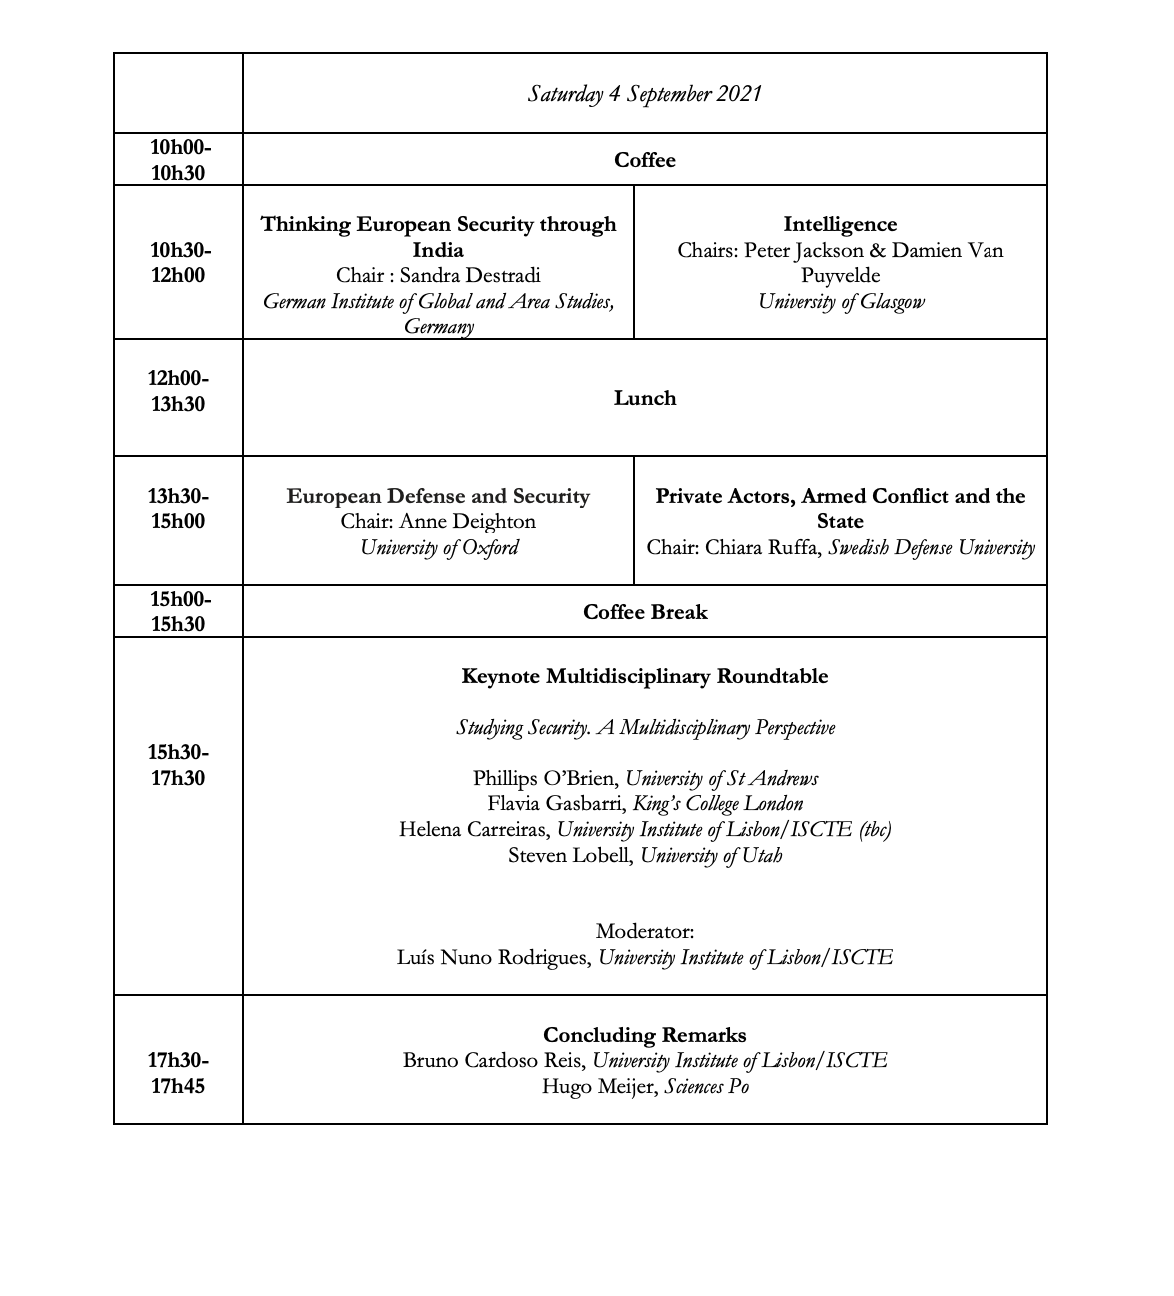 Saturday 4 September 2021
10h00-
10h30
Coffee
10h30-
12h00
Thinking European Security through
India
Chair : Sandra Destradi
German Institute of Global and Area Studies,
Germany
Intelligence
Chairs: Peter Jackson & Damien Van
Puyvelde
University of Glasgow
12h00-
13h30
Lunch
13h30-
15h00
European Defense and Security
Chair: Anne Deighton
University of Oxford
Private Actors, Armed Conflict and the
State
Chair: Chiara Ruffa, Swedish Defense University
15h00-
15h30
Coffee Break
15h30-
17h30
Keynote Multidisciplinary Roundtable
Studying Security. A Multidisciplinary Perspective
Phillips O’Brien, University of St Andrews
Flavia Gasbarri, King’s College London
Helena Carreiras, University Institute of Lisbon/ISCTE (tbc)
Steven Lobell, University of Utah
Moderator:
Luís Nuno Rodrigues, University Institute of Lisbon/ISCTE
17h30-
17h45
Concluding Remarks
Bruno Cardoso Reis, University Institute of Lisbon/ISCTE
Hugo Meijer, Sciences Po